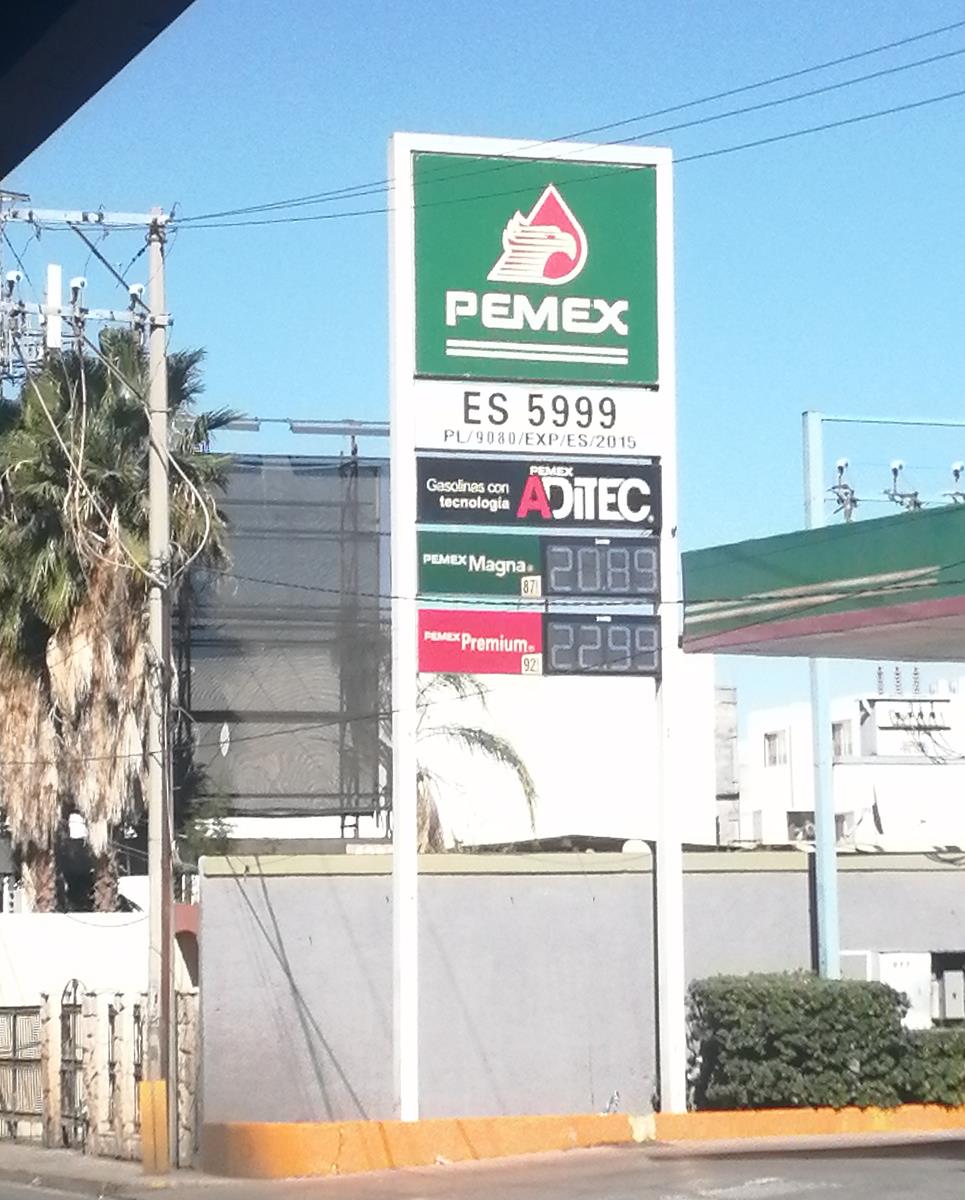 PEMEX
ES 5999
PL/9080/EXP/ES/2015
Gasolinas con
tecnología
PEMEX
ADiTEC®
PEMEX Magna®
87
20.89
PEMEX Premium®
92
22.99